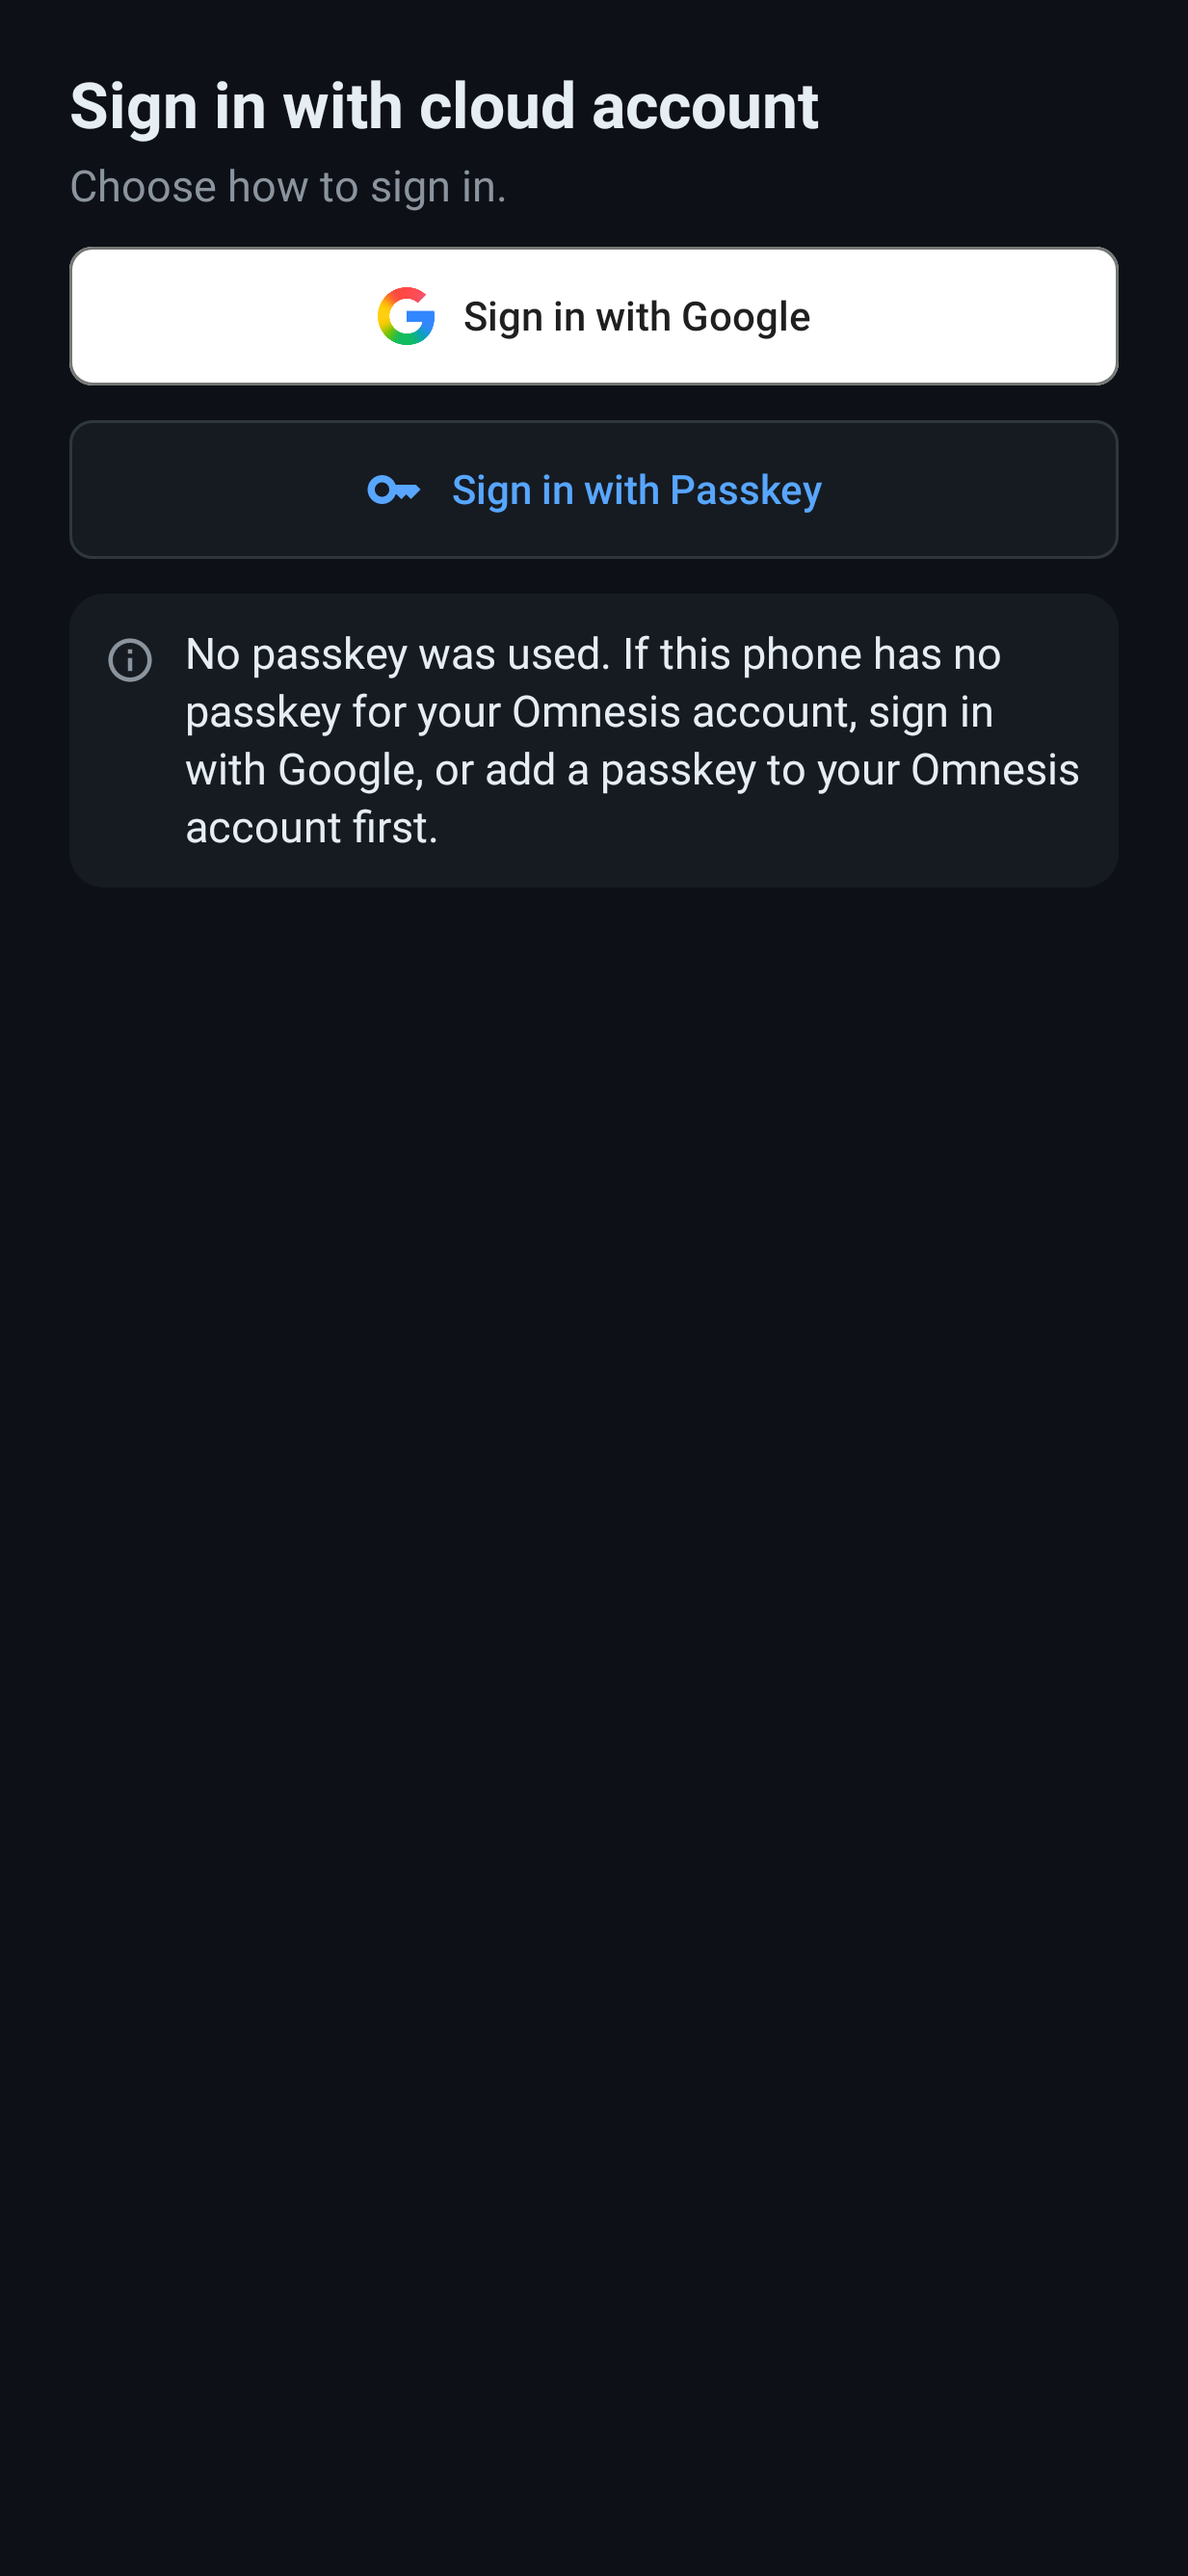 Sign in with cloud account
Choose how to sign in.
Sign in with Google
Sign in with Passkey
No passkey was used. If this phone has no
passkey for your Omnesis account, sign in
with Google, or add a passkey to your Omnesis
account first.